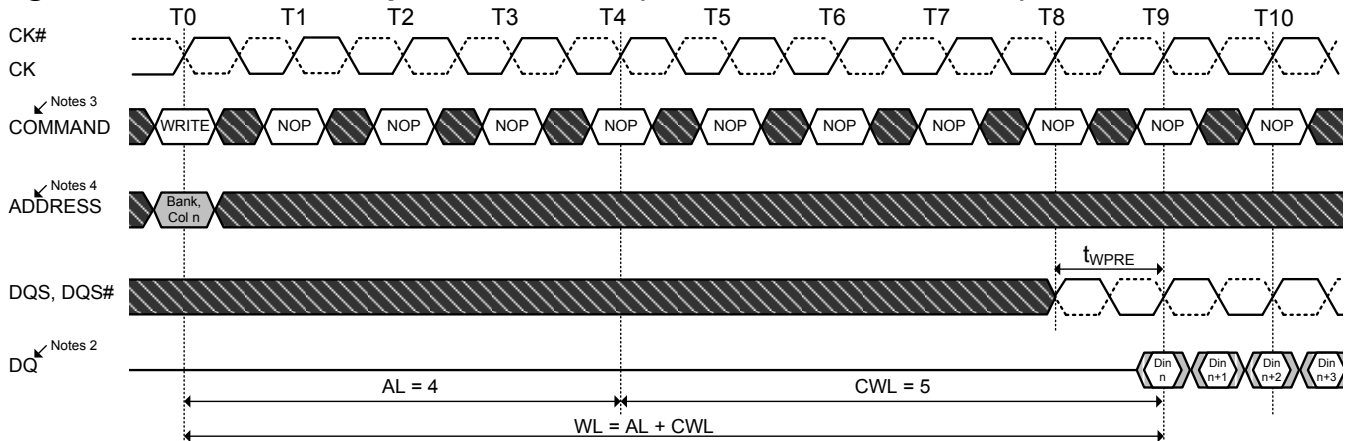 T0 T1 T2 T3 T4 T5 T6 T7 T8 T9 T10
CK#
CK
Notes 3
COMMAND WRITE NOP NOP NOP NOP NOP NOP NOP NOP NOP NOP
Notes 4
ADDRESS
Bank,
Col n
tWPRE
DQS, DQS#
Notes 2
DQ
Din n
Din n+1
Din n+2
Din n+3
AL = 4 CWL = 5
WL = AL + CWL